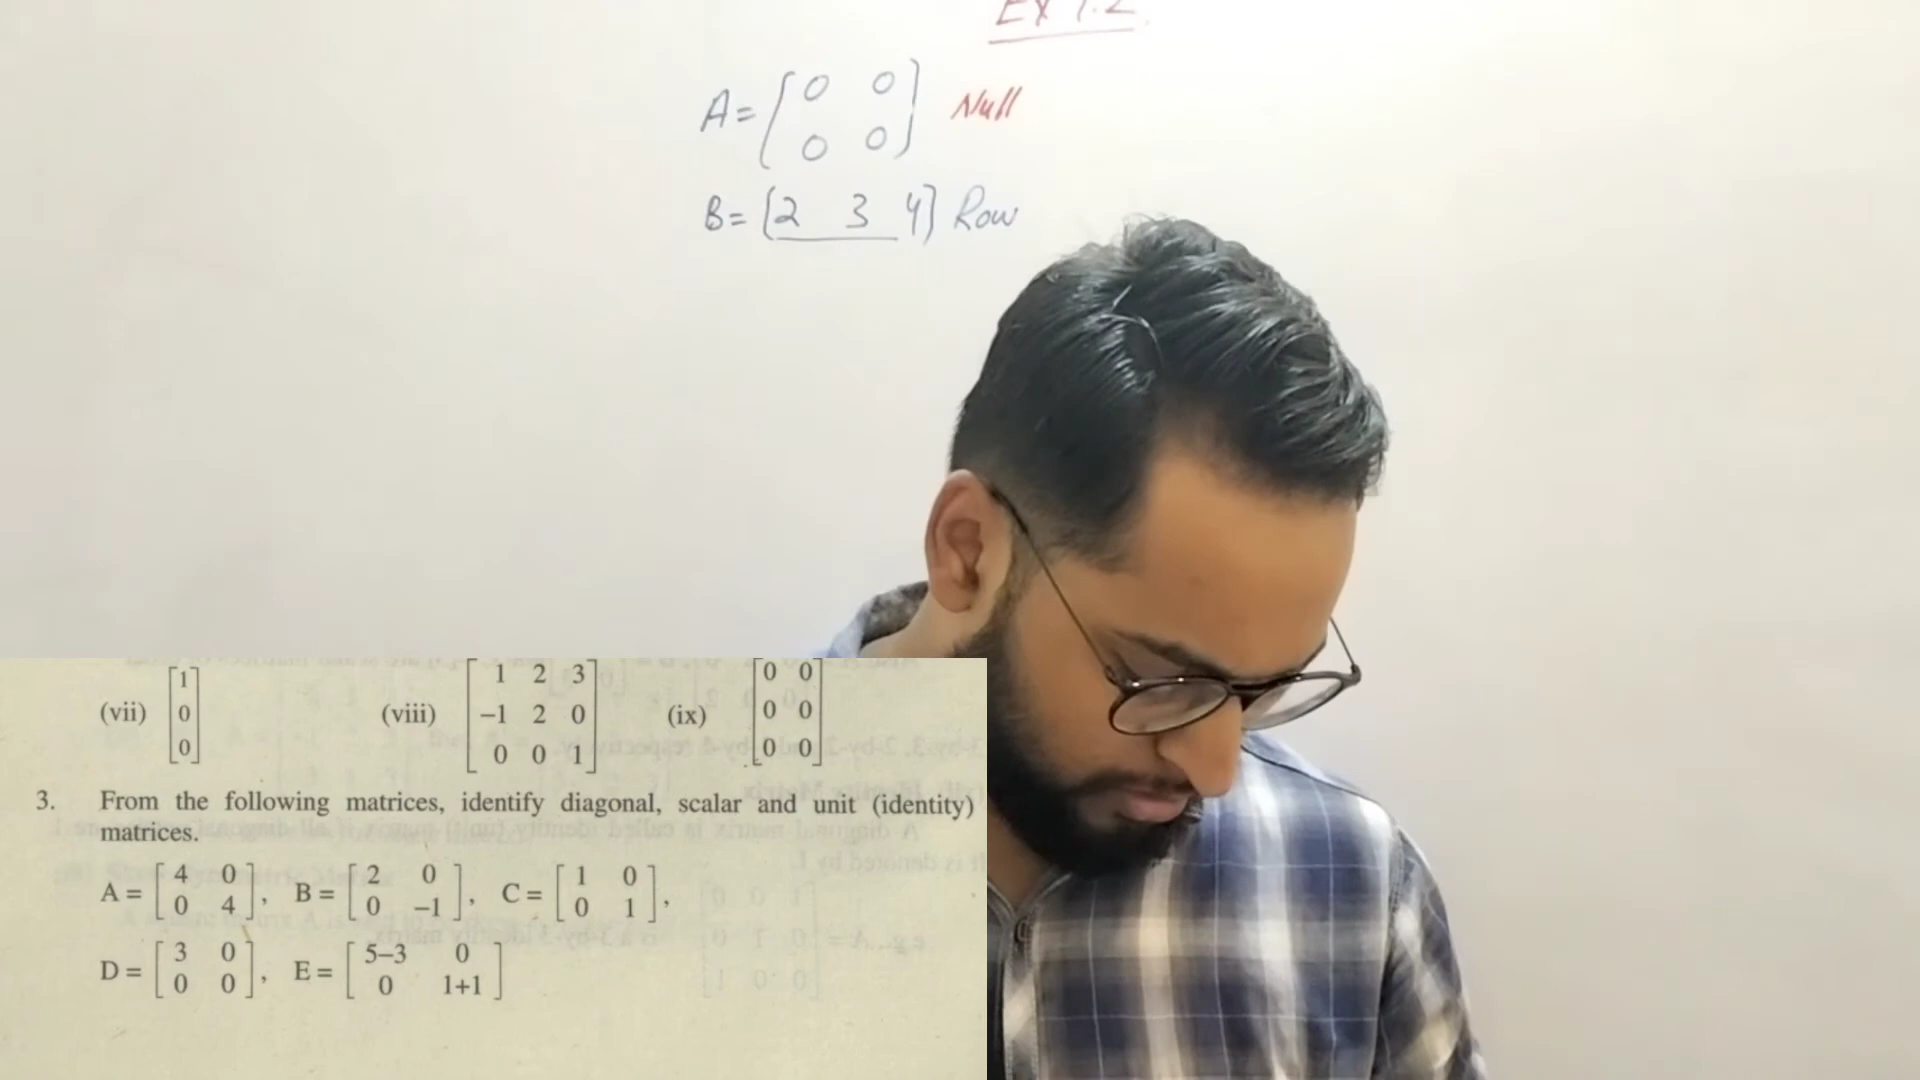 Ex 1.2
A = [0 0
0 0] Null
B = [2 3 4] Row
(vii) [1
0
0] (viii) [1 2 3
–1 2 0
0 0 1] (ix) [0 0
0 0
0 0]
3. From the following matrices, identify diagonal, scalar and unit (identity)
matrices.
A = [4 0
0 4], B = [2 0
0 –1], C = [1 0
0 1],
D = [3 0
0 0], E = [5–3 0
0 1+1]